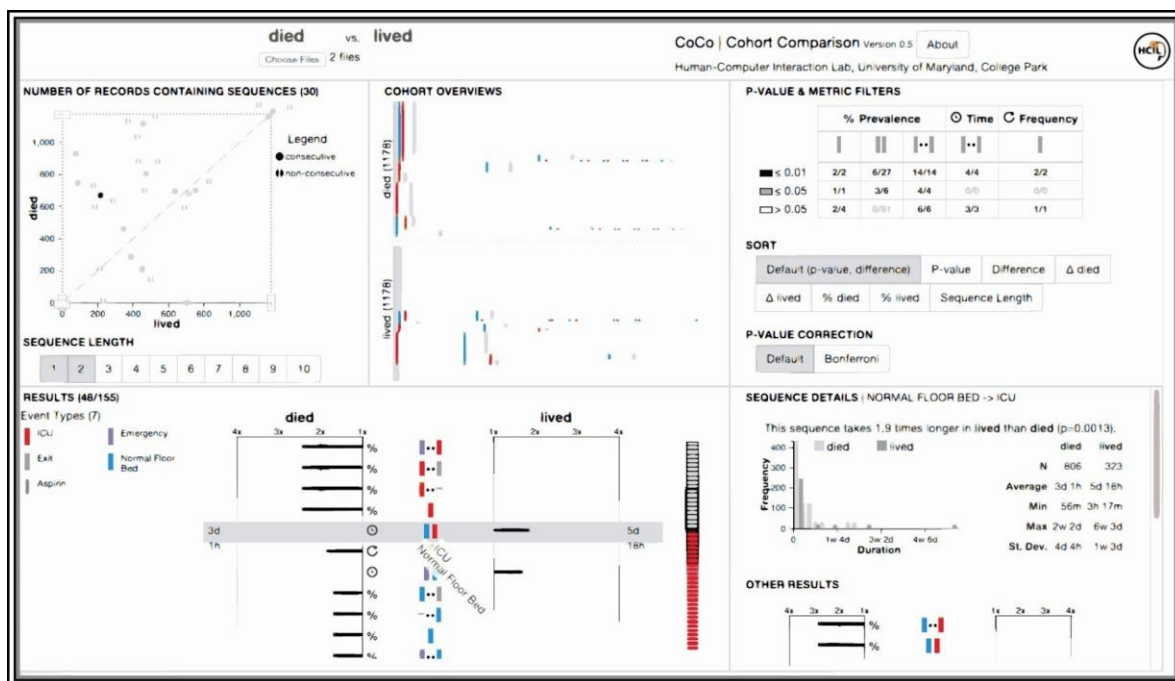 died vs. lived
Choose Files 2 files
CoCo | Cohort Comparison Version 0.5 About
Human-Computer Interaction Lab, University of Maryland, College Park
HCIL
NUMBER OF RECORDS CONTAINING SEQUENCES (30)
Legend
consecutive
non-consecutive
1,000
800
600
400
200
0
died
0 200 400 600 800 1,000
lived
SEQUENCE LENGTH
1 2 3 4 5 6 7 8 9 10
COHORT OVERVIEWS
died (1178)
lived (1178)
P-VALUE & METRIC FILTERS
% Prevalence Time Frequency
≤ 0.01 2/2 6/27 14/14 4/4 2/2
≤ 0.05 1/1 3/6 4/4 0/0 0/0
> 0.05 2/4 0/91 6/6 3/3 1/1
SORT
Default (p-value, difference) P-value Difference Δ died
Δ lived % died % lived Sequence Length
P-VALUE CORRECTION
Default Bonferroni
RESULTS (48/155)
Event Types (7)
ICU Emergency
Exit Normal Floor Bed
Aspirin
died lived
4x 3x 2x 1x 1x 2x 3x 4x
%
%
%
%
3d 1h 5d 18h
%
%
%
%
ICU
Normal Floor Bed
SEQUENCE DETAILS | NORMAL FLOOR BED -> ICU
This sequence takes 1.9 times longer in lived than died (p=0.0013).
died lived
Frequency
400
300
200
100
0
0 1w 4d 3w 2d 4w 6d
Duration
died lived
N 806 323
Average 3d 1h 5d 18h
Min 56m 3h 17m
Max 2w 2d 6w 3d
St. Dev. 4d 4h 1w 3d
OTHER RESULTS
4x 3x 2x 1x 1x 2x 3x 4x
%
%